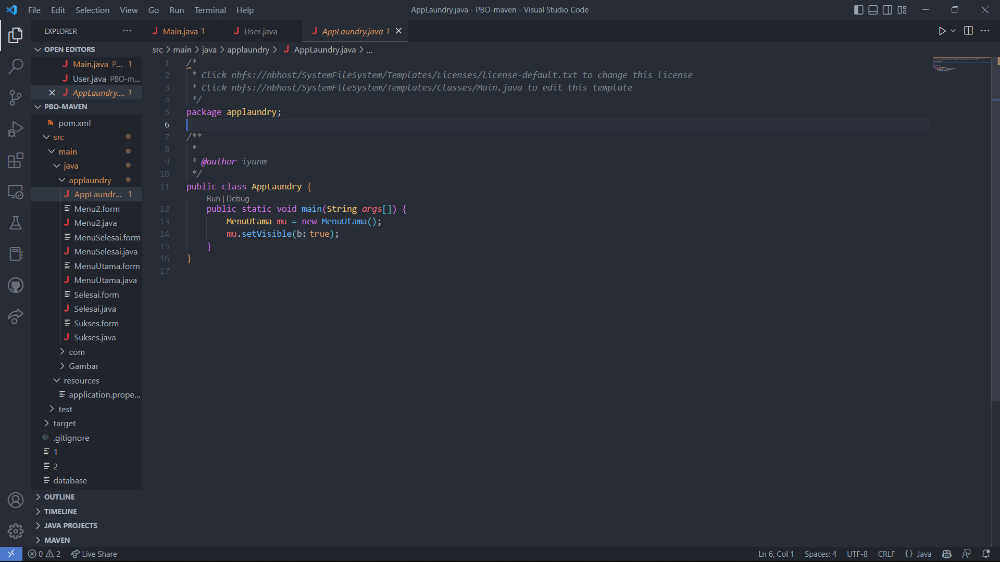 File Edit Selection View Go Run Terminal Help
AppLaundry.java - PBO-maven - Visual Studio Code
EXPLORER
OPEN EDITORS
Main.java P... 1
User.java PBO-m...
AppLaundry.... 1
PBO-MAVEN
pom.xml
src
main
java
applaundry
AppLaundr... 1
Menu2.form
Menu2.java
MenuSelesai.form
MenuSelesai.java
MenuUtama.form
MenuUtama.java
Selesai.form
Selesai.java
Sukses.form
Sukses.java
com
Gambar
resources
application.prope...
test
target
.gitignore
1
2
database
OUTLINE
TIMELINE
JAVA PROJECTS
MAVEN
Main.java 1
User.java
AppLaundry.java 1
src > main > java > applaundry > AppLaundry.java > ...
1 /*
2 * Click nbfs://nbhost/SystemFileSystem/Templates/Licenses/license-default.txt to change this license
3 * Click nbfs://nbhost/SystemFileSystem/Templates/Classes/Main.java to edit this template
4 */
5 package applaundry;
6
7 /**
8 *
9 * @author iyanm
10 */
11 public class AppLaundry {
Run | Debug
12 public static void main(String args[]) {
13 MenuUtama mu = new MenuUtama();
14 mu.setVisible(b: true);
15 }
16 }
17
0 2 Live Share
Ln 6, Col 1 Spaces: 4 UTF-8 CRLF {} Java